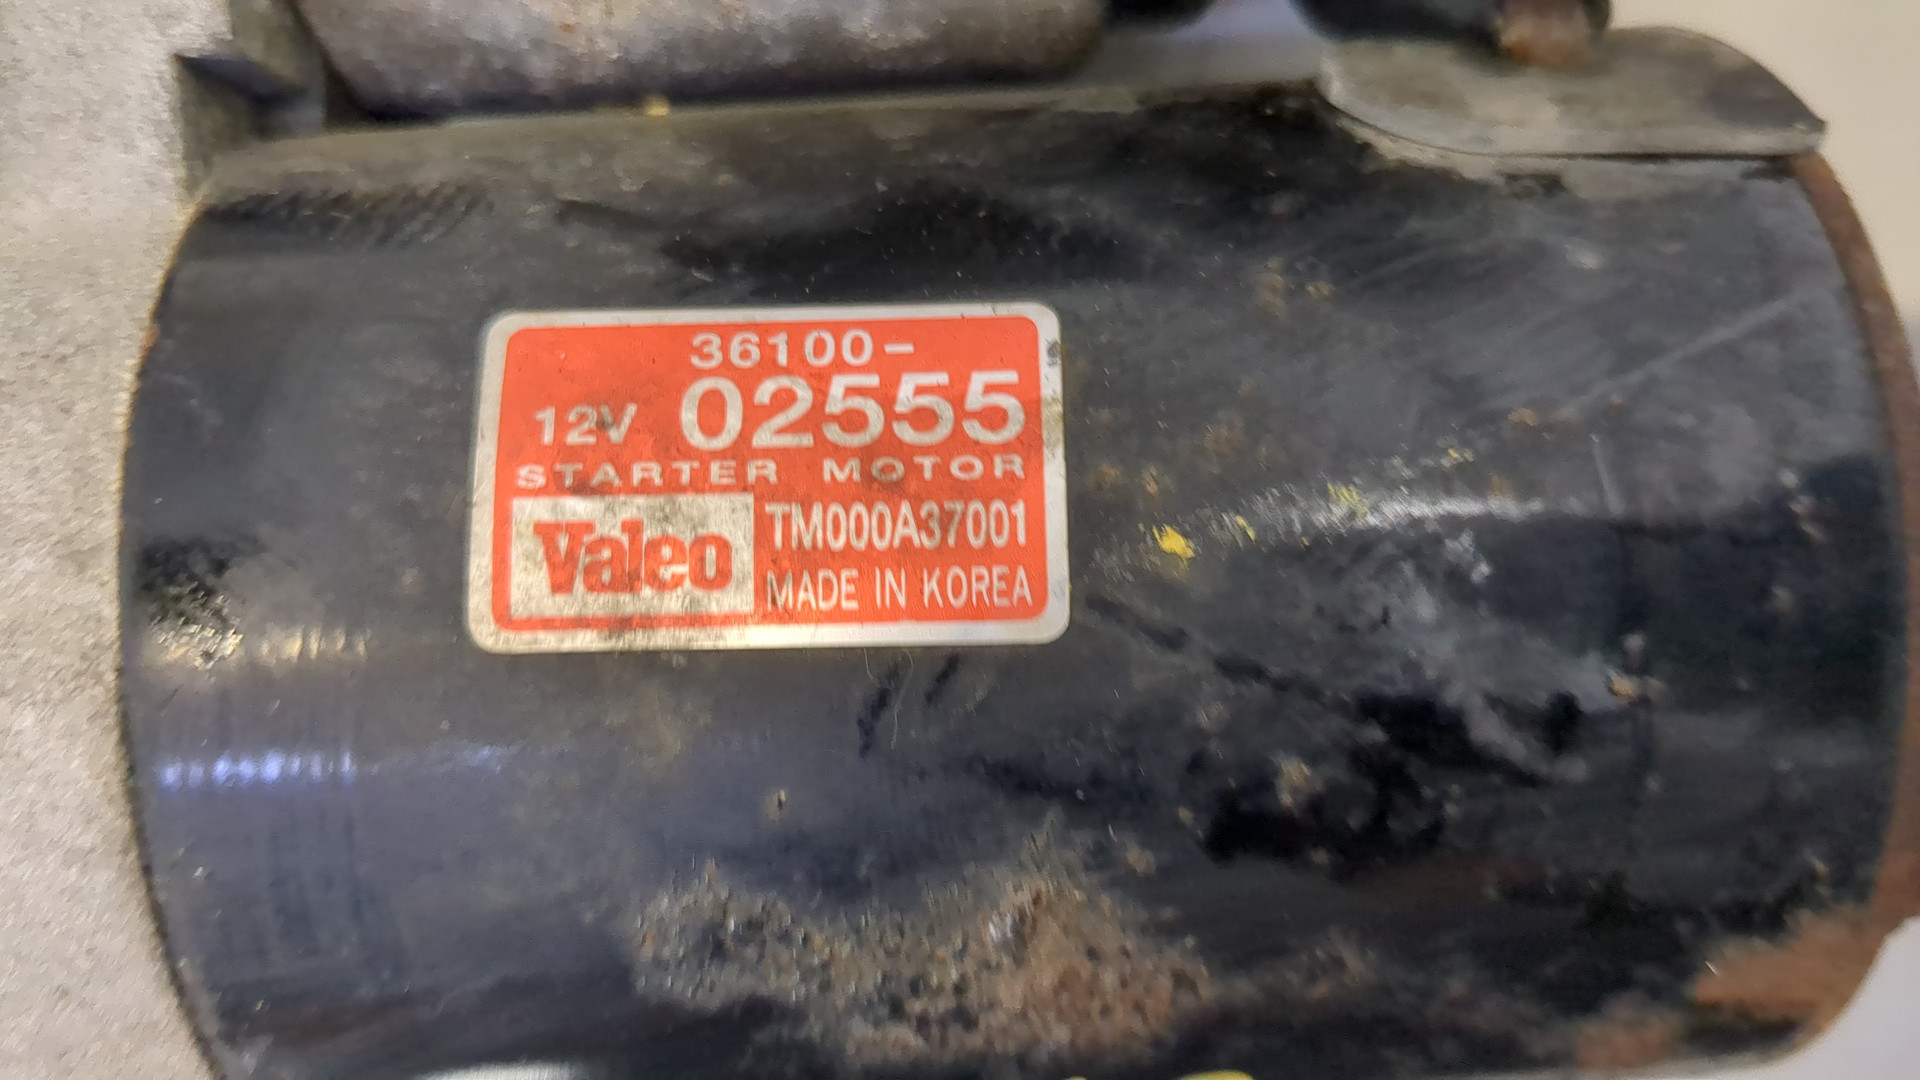 36100-
12V 02555
STARTER MOTOR
Valeo TM000A37001
MADE IN KOREA